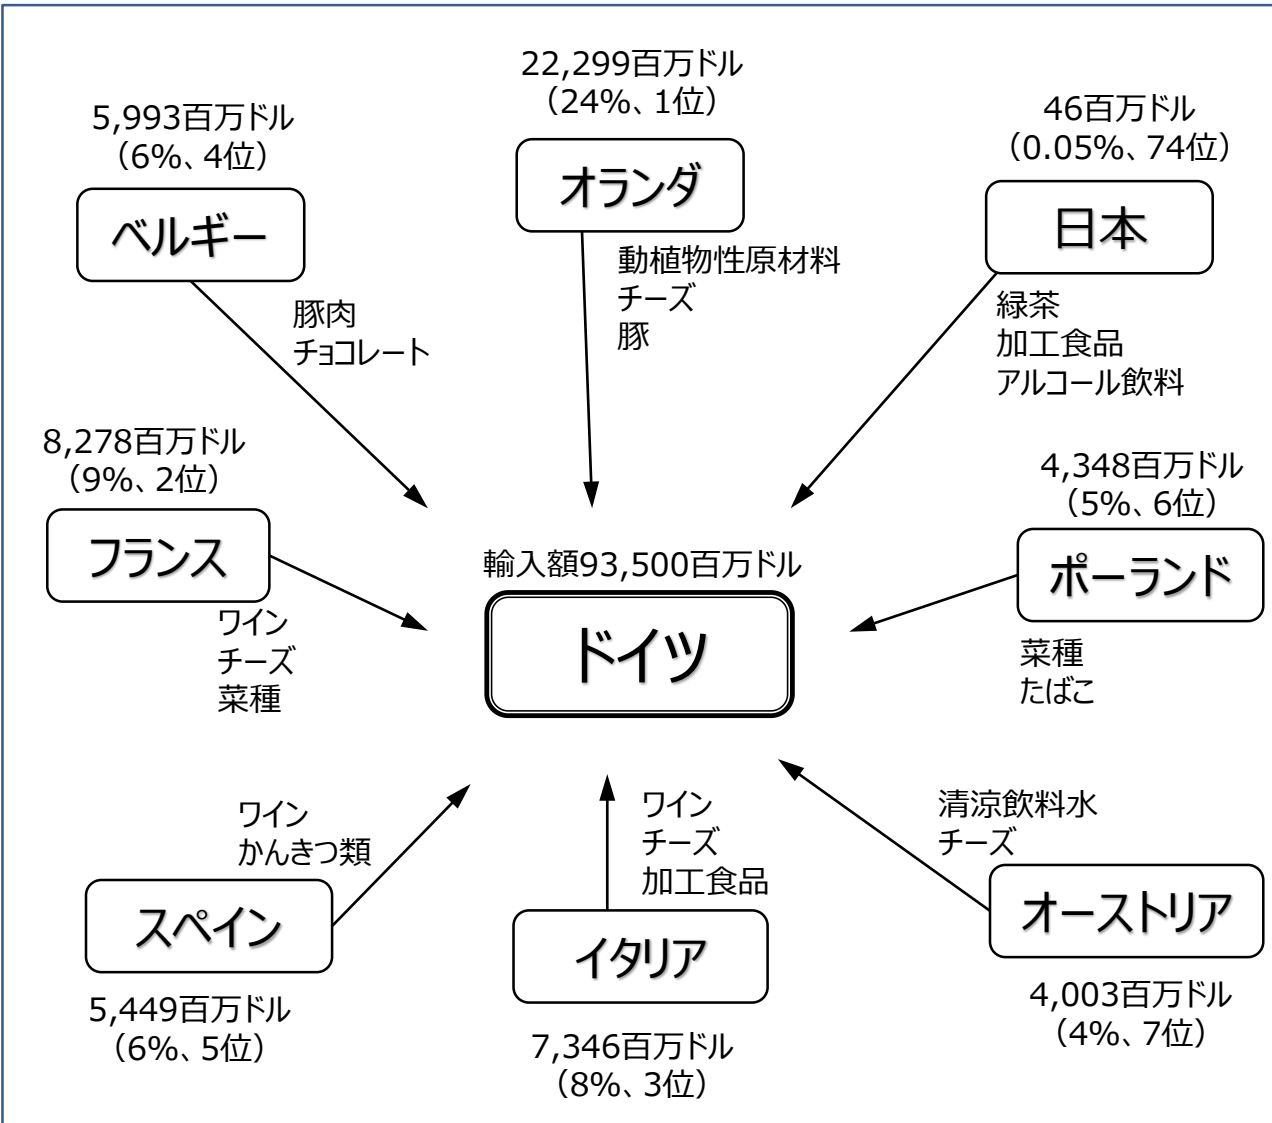 22,299百万ドル
（24%、1位）
オランダ
動植物性原材料
チーズ
豚
5,993百万ドル
（6%、4位）
ベルギー
豚肉
チョコレート
46百万ドル
（0.05%、74位）
日本
緑茶
加工食品
アルコール飲料
8,278百万ドル
（9%、2位）
フランス
ワイン
チーズ
菜種
輸入額93,500百万ドル
ドイツ
4,348百万ドル
（5%、6位）
ポーランド
菜種
たばこ
ワイン
かんきつ類
スペイン
5,449百万ドル
（6%、5位）
ワイン
チーズ
加工食品
イタリア
7,346百万ドル
（8%、3位）
清涼飲料水
チーズ
オーストリア
4,003百万ドル
（4%、7位）